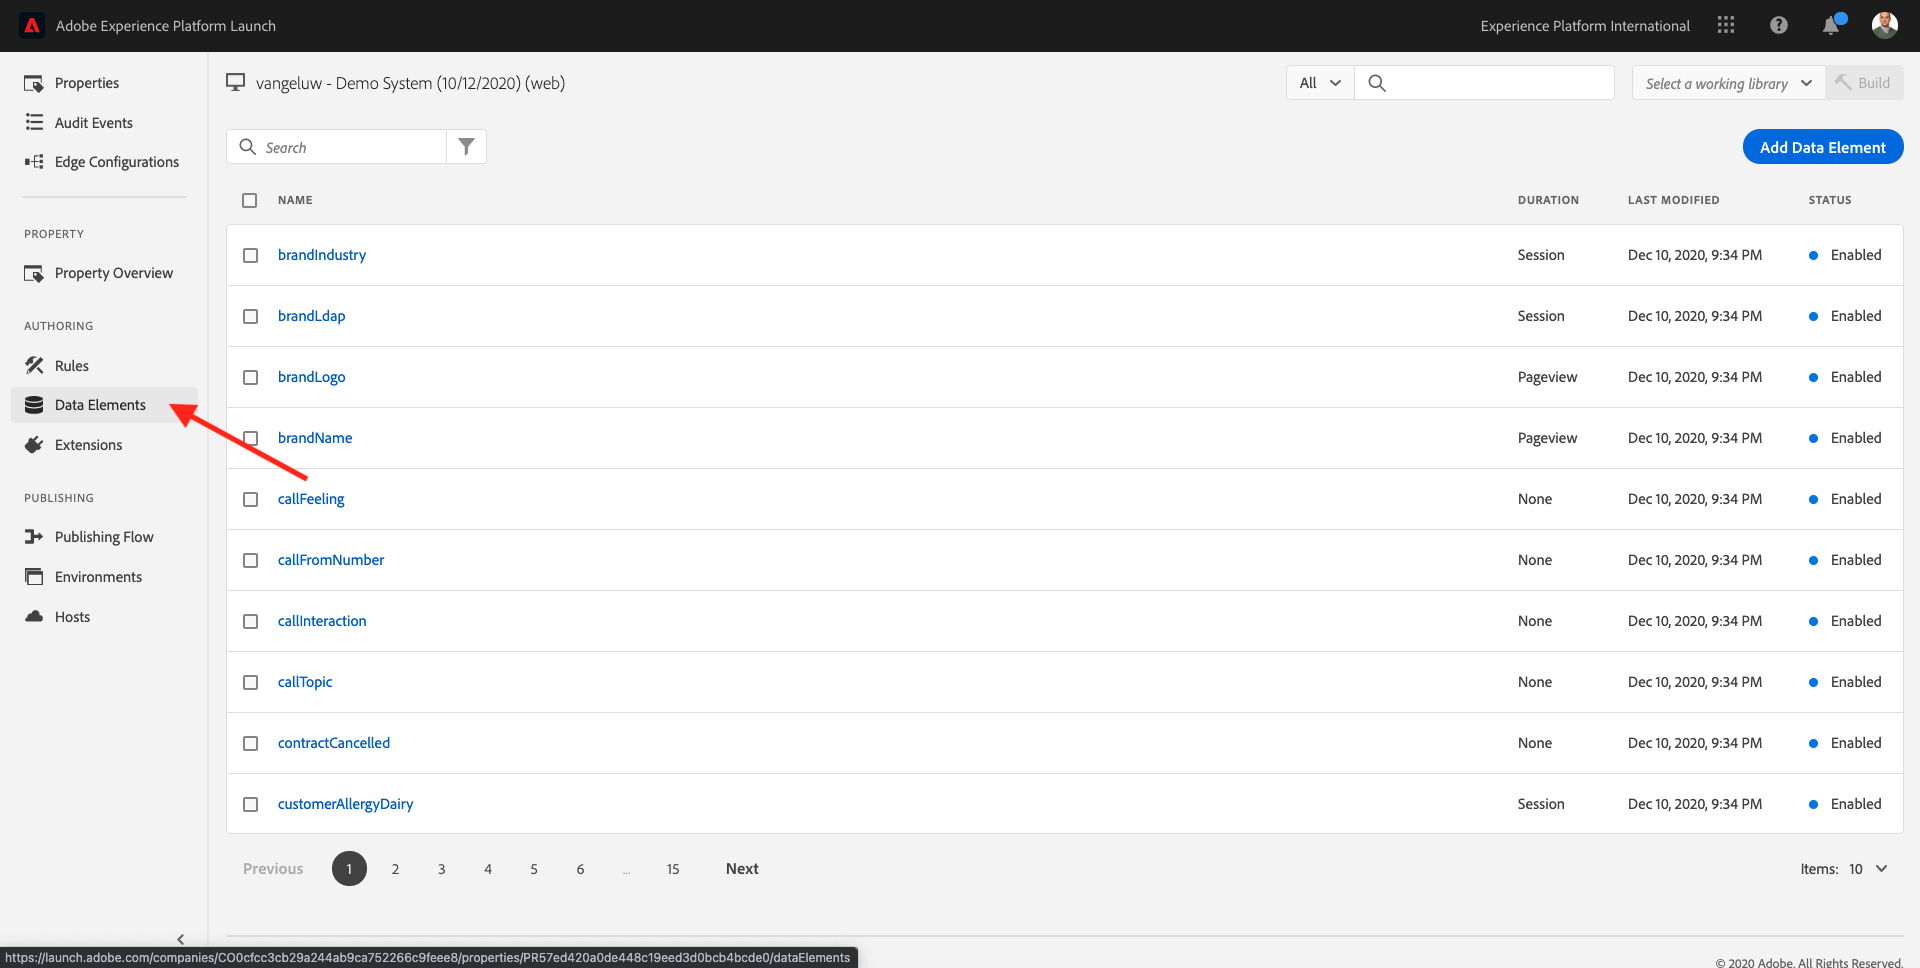 Adobe Experience Platform Launch
Experience Platform International
Properties
Audit Events
Edge Configurations
PROPERTY
Property Overview
AUTHORING
Rules
Data Elements
Extensions
PUBLISHING
Publishing Flow
Environments
Hosts
vangeluw - Demo System (10/12/2020) (web)
All
Select a working library
Build
Search
Add Data Element
NAME DURATION LAST MODIFIED STATUS
brandIndustry Session Dec 10, 2020, 9:34 PM Enabled
brandLdap Session Dec 10, 2020, 9:34 PM Enabled
brandLogo Pageview Dec 10, 2020, 9:34 PM Enabled
brandName Pageview Dec 10, 2020, 9:34 PM Enabled
callFeeling None Dec 10, 2020, 9:34 PM Enabled
callFromNumber None Dec 10, 2020, 9:34 PM Enabled
callInteraction None Dec 10, 2020, 9:34 PM Enabled
callTopic None Dec 10, 2020, 9:34 PM Enabled
contractCancelled None Dec 10, 2020, 9:34 PM Enabled
customerAllergyDairy Session Dec 10, 2020, 9:34 PM Enabled
Previous 1 2 3 4 5 6 ... 15 Next
Items: 10
https://launch.adobe.com/companies/CO0cfcc3cb29a244ab9ca752266c9feee8/properties/PR57ed420a0de448c19eed3d0bcb4bcde0/dataElements
© 2020 Adobe. All Rights Reserved.